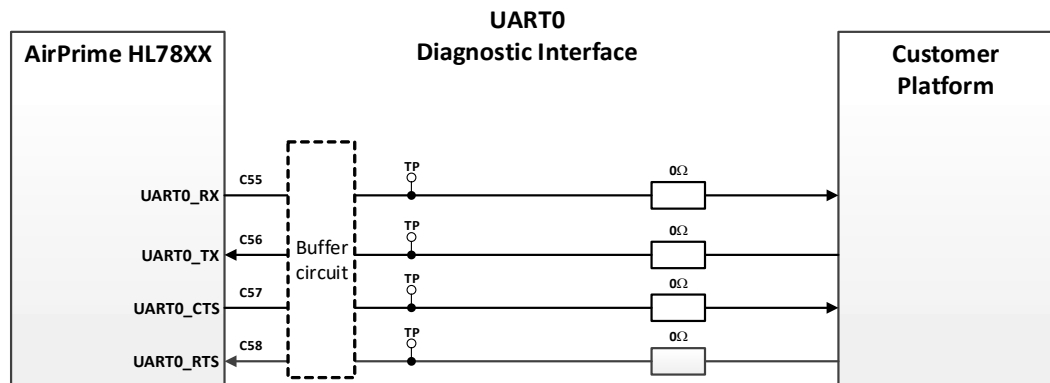 UART0
Diagnostic Interface
AirPrime HL78XX
Customer
Platform
UART0_RX
C55
TP
0Ω
UART0_TX
C56
TP
0Ω
Buffer
circuit
UART0_CTS
C57
TP
0Ω
UART0_RTS
C58
TP
0Ω